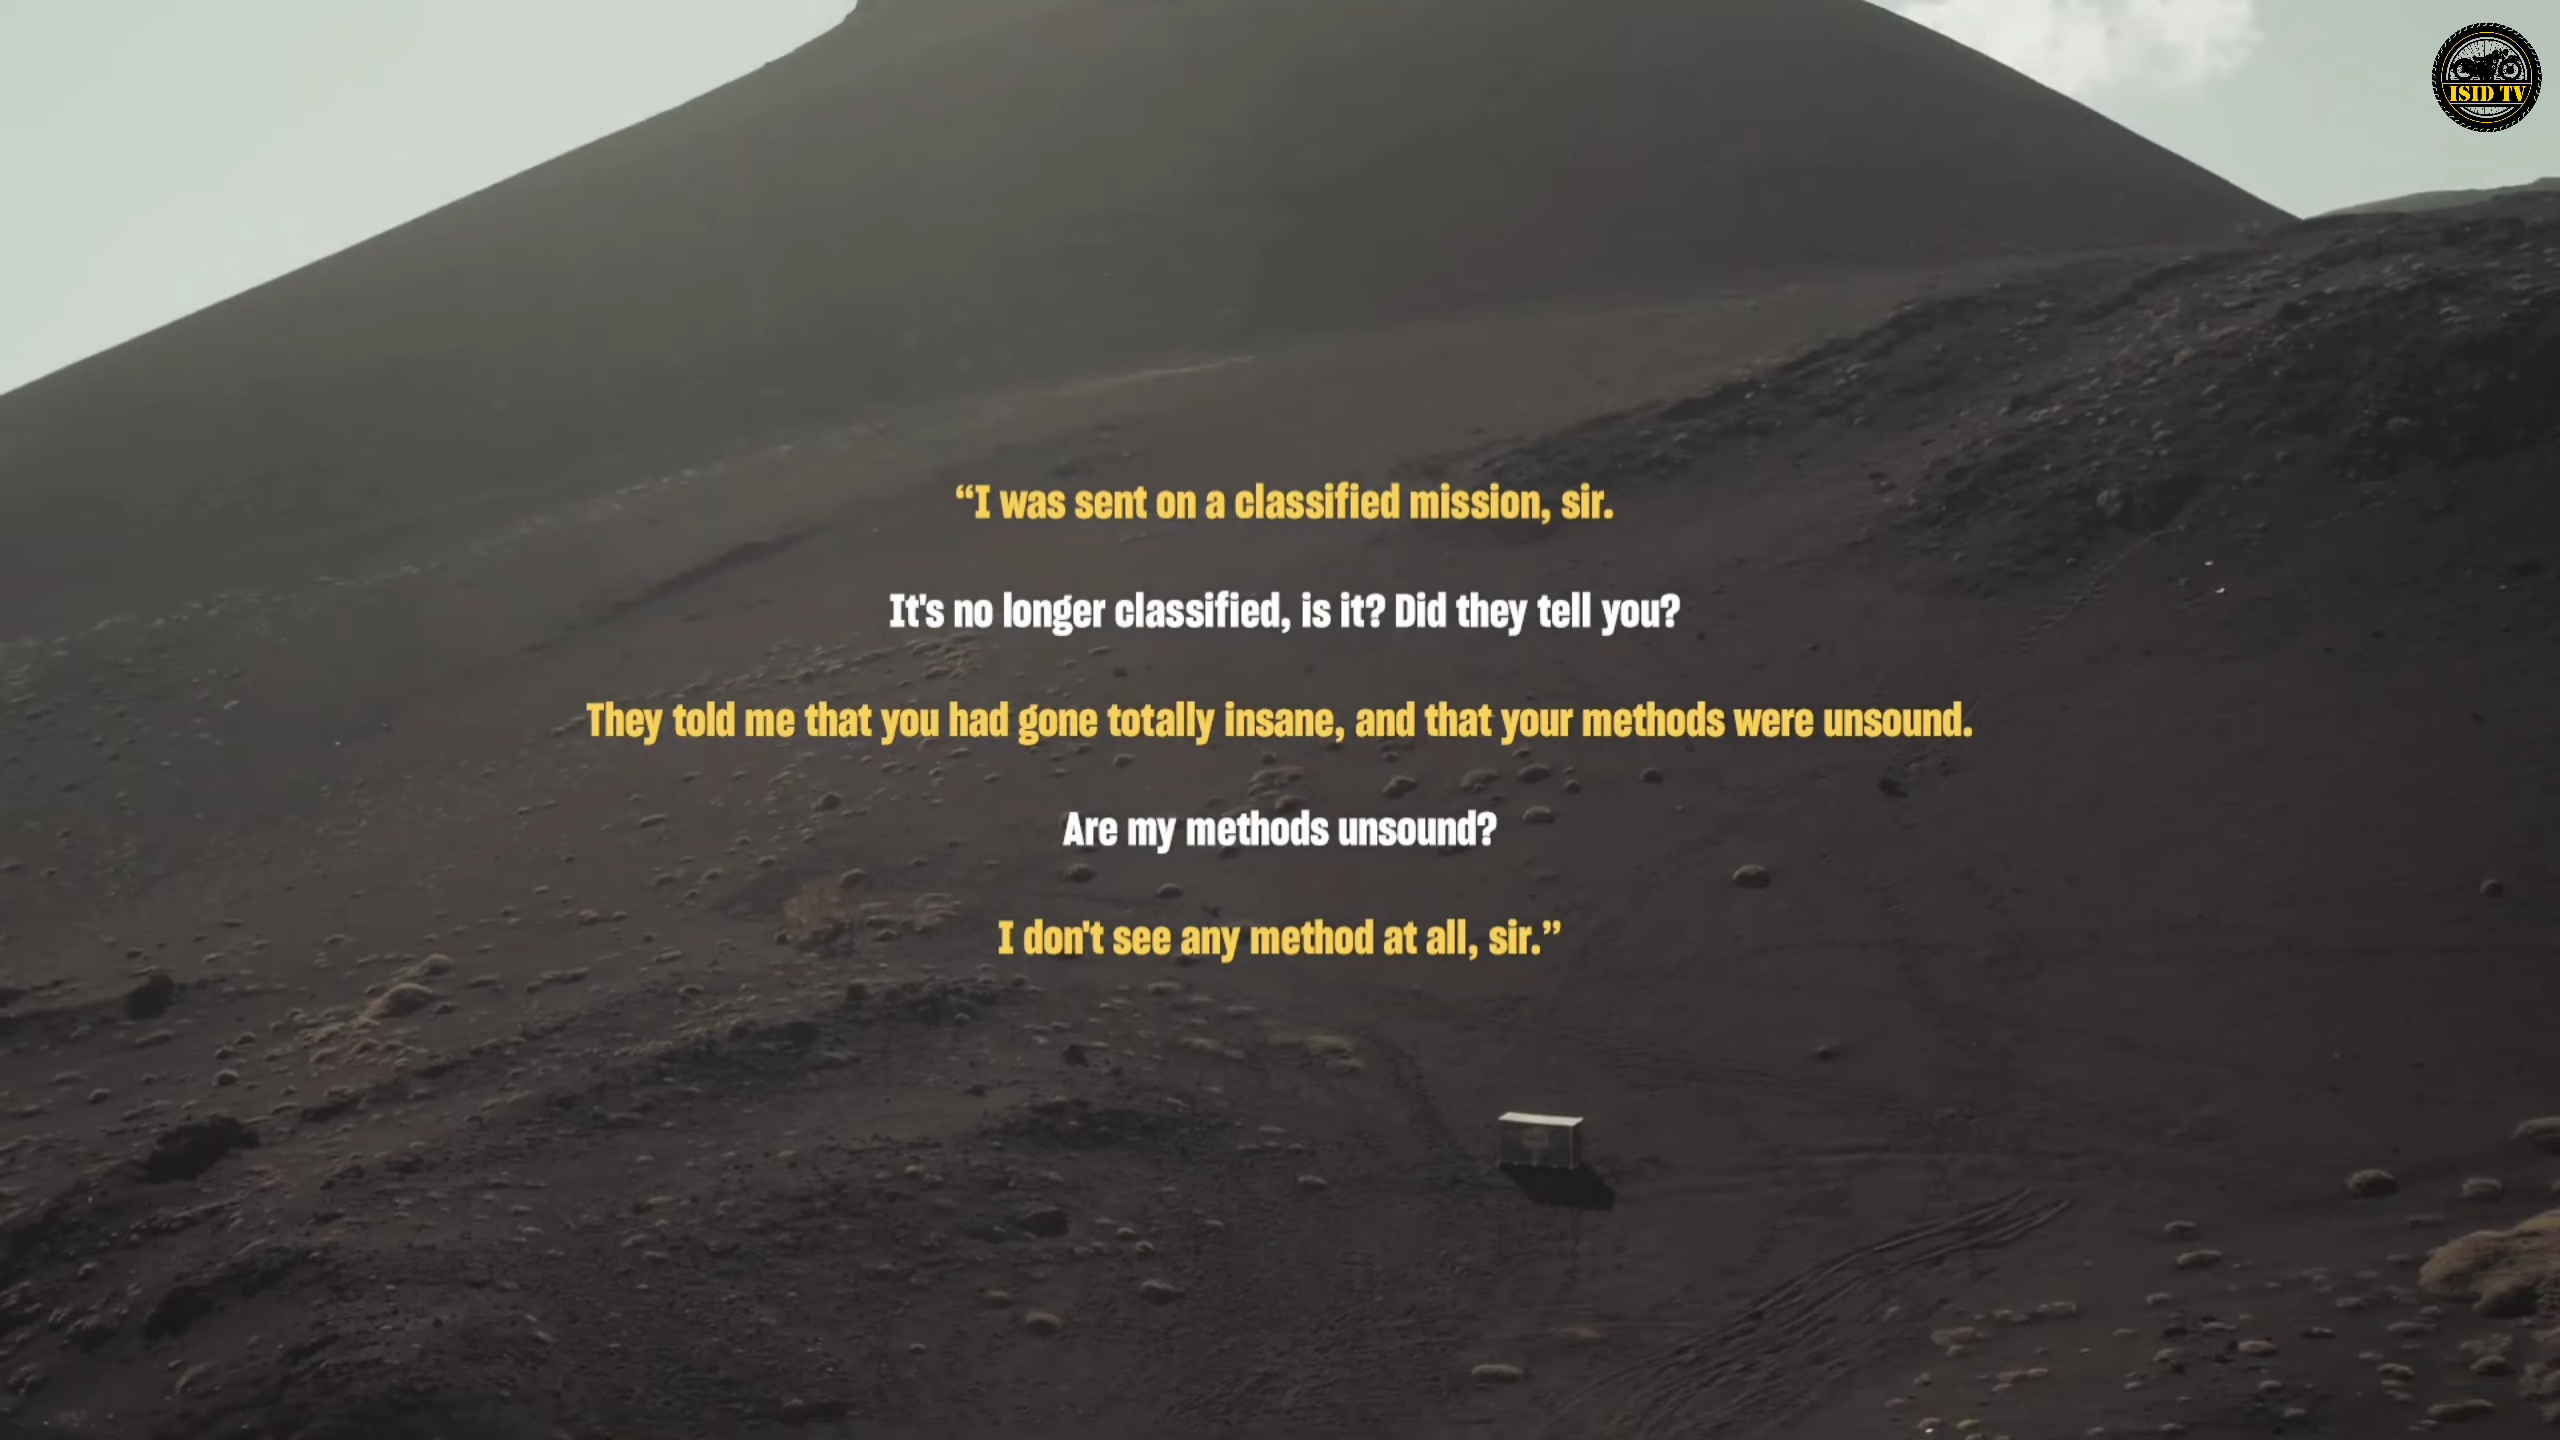 ISID TV
“I was sent on a classified mission, sir.
It's no longer classified, is it? Did they tell you?
They told me that you had gone totally insane, and that your methods were unsound.
Are my methods unsound?
I don't see any method at all, sir.”